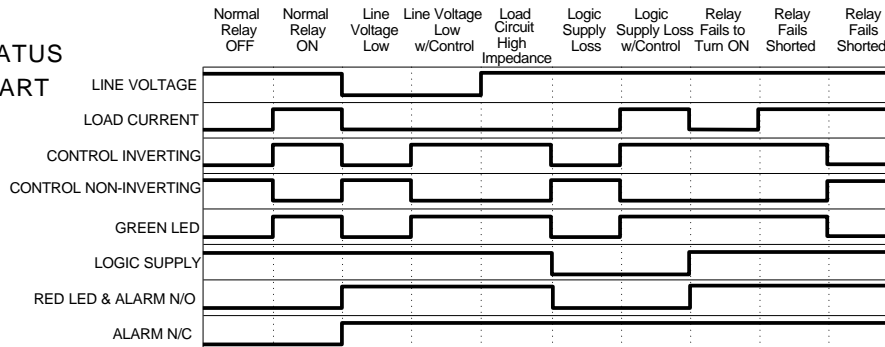 Normal Relay OFF
Normal Relay ON
Line Voltage Low
Line Voltage Low w/Control
Load Circuit High Impedance
Logic Supply Loss
Logic Supply Loss w/Control
Relay Fails to Turn ON
Relay Fails Shorted
Relay Fails Shorted
ATUS
ART
LINE VOLTAGE
LOAD CURRENT
CONTROL INVERTING
CONTROL NON-INVERTING
GREEN LED
LOGIC SUPPLY
RED LED & ALARM N/O
ALARM N/C